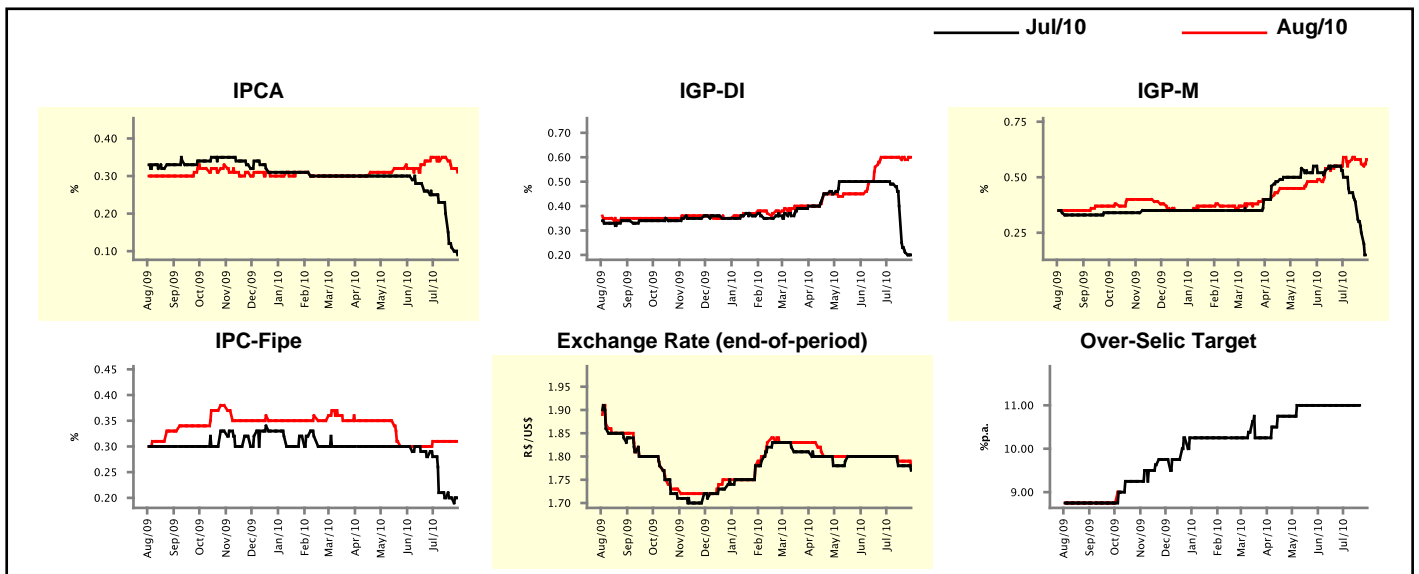 Jul/10 Aug/10
IPCA
%
0.40
0.30
0.20
0.10
Aug/09 Sep/09 Oct/09 Nov/09 Dec/09 Jan/10 Feb/10 Mar/10 Apr/10 May/10 Jun/10 Jul/10
IGP-DI
%
0.70
0.60
0.50
0.40
0.30
0.20
Aug/09 Sep/09 Oct/09 Nov/09 Dec/09 Jan/10 Feb/10 Mar/10 Apr/10 May/10 Jun/10 Jul/10
IGP-M
%
0.75
0.50
0.25
Aug/09 Sep/09 Oct/09 Nov/09 Dec/09 Jan/10 Feb/10 Mar/10 Apr/10 May/10 Jun/10 Jul/10
IPC-Fipe
%
0.45
0.40
0.35
0.30
0.25
0.20
Aug/09 Sep/09 Oct/09 Nov/09 Dec/09 Jan/10 Feb/10 Mar/10 Apr/10 May/10 Jun/10 Jul/10
Exchange Rate (end-of-period)
R$/US$
1.95
1.90
1.85
1.80
1.75
1.70
Aug/09 Sep/09 Oct/09 Nov/09 Dec/09 Jan/10 Feb/10 Mar/10 Apr/10 May/10 Jun/10 Jul/10
Over-Selic Target
%p.a.
11.00
10.00
9.00
Aug/09 Sep/09 Oct/09 Nov/09 Dec/09 Jan/10 Feb/10 Mar/10 Apr/10 May/10 Jun/10 Jul/10